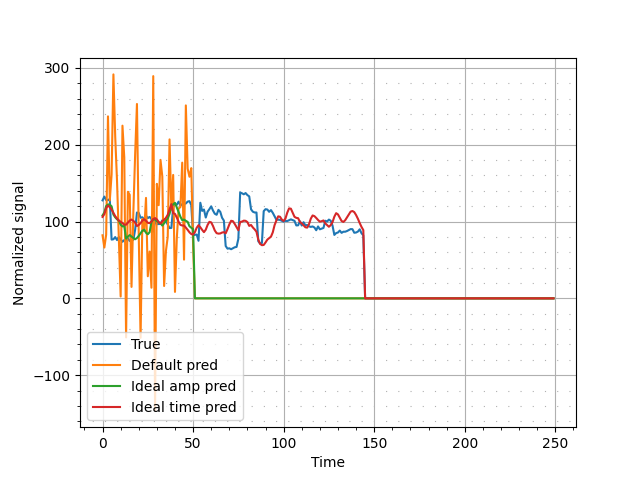 300
200
100
0
−100
0
50
100
150
200
250
Normalized signal
Time
True
Default pred
Ideal amp pred
Ideal time pred